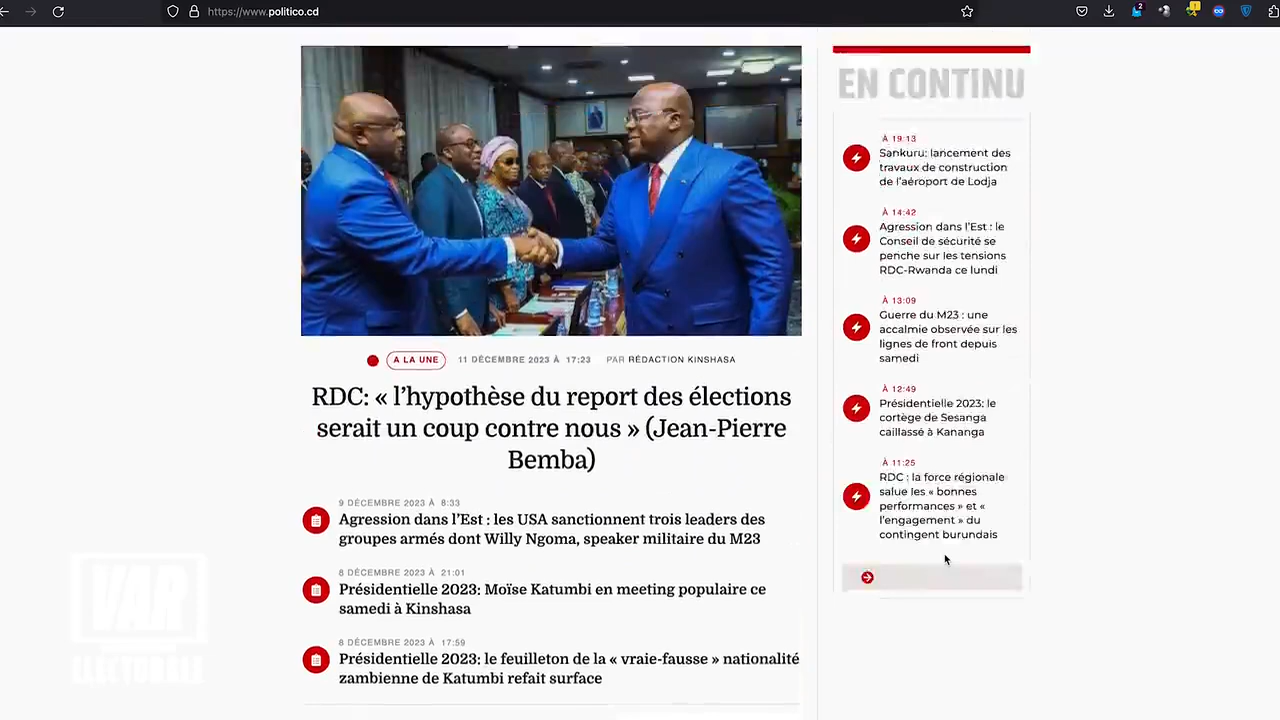 https://www.politico.cd
2
EN CONTINU
À 19:13
Sankuru: lancement des
travaux de construction
de l'aéroport de Lodja
À 14:42
Agression dans l'Est : le
Conseil de sécurité se
penche sur les tensions
RDC-Rwanda ce lundi
À 13:09
Guerre du M23 : une
accalmie observée sur les
lignes de front depuis
samedi
À 12:49
Présidentielle 2023: le
cortège de Sesanga
caillassé à Kananga
À 11:25
RDC : la force régionale
salue les « bonnes
performances » et «
l'engagement » du
contingent burundais
A LA UNE 11 DÉCEMBRE 2023 À 17:23 PAR RÉDACTION KINSHASA
RDC: « l'hypothèse du report des élections
serait un coup contre nous » (Jean-Pierre
Bemba)
9 DÉCEMBRE 2023 À 8:33
Agression dans l'Est : les USA sanctionnent trois leaders des
groupes armés dont Willy Ngoma, speaker militaire du M23
8 DÉCEMBRE 2023 À 21:01
Présidentielle 2023: Moïse Katumbi en meeting populaire ce
samedi à Kinshasa
8 DÉCEMBRE 2023 À 17:59
Présidentielle 2023: le feuilleton de la « vraie-fausse » nationalité
zambienne de Katumbi refait surface
VAR
ELECTORALE